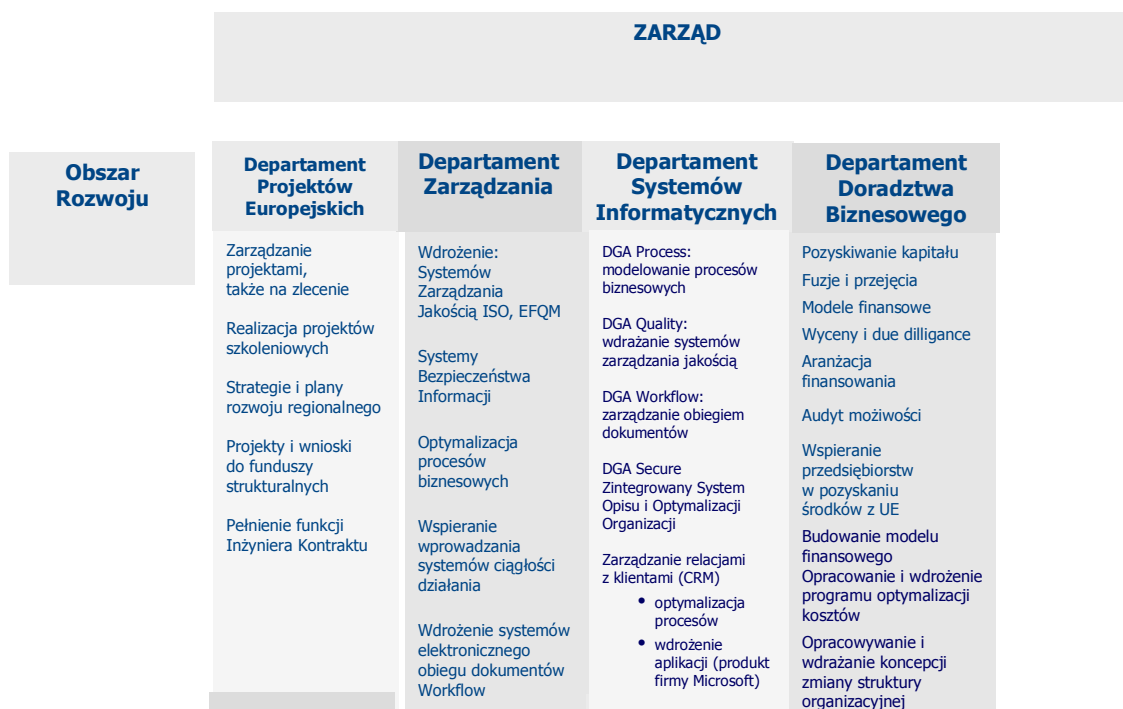 ZARZĄD
Obszar
Rozwoju
Departament
Projektów
Europejskich
Zarządzanie
projektami,
także na zlecenie
Realizacja projektów
szkoleniowych
Strategie i plany
rozwoju regionalnego
Projekty i wnioski
do funduszy
strukturalnych
Pełnienie funkcji
Inżyniera Kontraktu
Departament
Zarządzania
Wdrożenie:
Systemów
Zarządzania
Jakością ISO, EFQM
Systemy
Bezpieczeństwa
Informacji
Optymalizacja
procesów
biznesowych
Wspieranie
wprowadzania
systemów ciągłości
działania
Wdrożenie systemów
elektronicznego
obiegu dokumentów
Workflow
Departament
Systemów
Informatycznych
DGA Process:
modelowanie procesów
biznesowych
DGA Quality:
wdrażanie systemów
zarządzania jakością
DGA Workflow:
zarządzanie obiegiem
dokumentów
DGA Secure
Zintegrowany System
Opisu i Optymalizacji
Organizacji
Zarządzanie relacjami
z klientami (CRM)
• optymalizacja
procesów
• wdrożenie
aplikacji (produkt
firmy Microsoft)
Departament
Doradztwa
Biznesowego
Pozyskiwanie kapitału
Fuzje i przejęcia
Modele finansowe
Wyceny i due dilligance
Aranżacja
finansowania
Audyt możiwości
Wspieranie
przedsiębiorstw
w pozyskaniu
środków z UE
Budowanie modelu
finansowego
Opracowanie i wdrożenie
programu optymalizacji
kosztów
Opracowywanie i
wdrażanie koncepcji
zmiany struktury
organizacyjnej